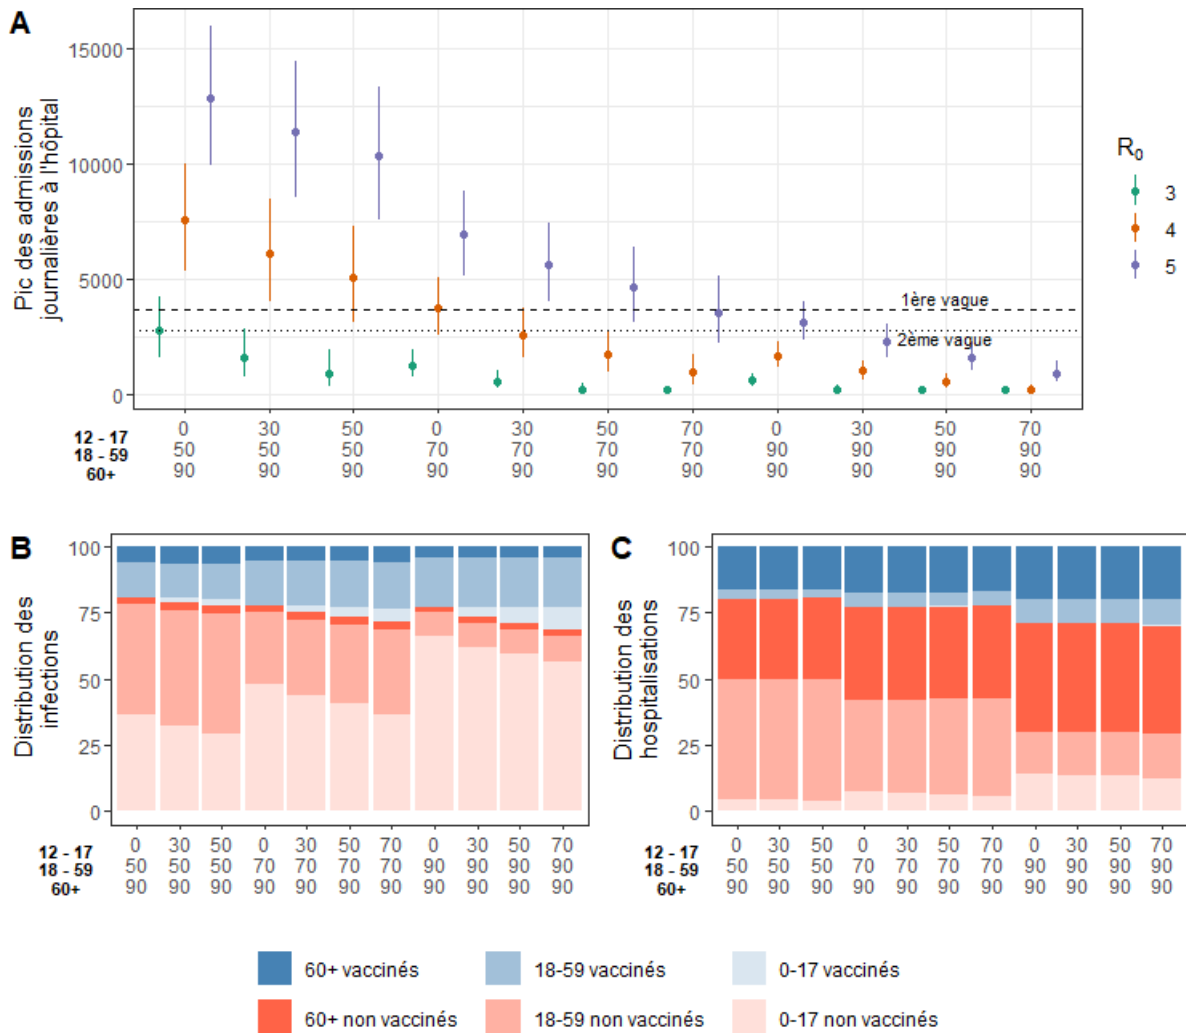 A
Pic des admissions
journalières à l'hôpital
15000
10000
5000
0
1ère vague
2ème vague
R0
3
4
5
12 - 17
18 - 59
60+
0 30 50 0 30 50 70 0 30 50 70
50 50 50 70 70 70 70 90 90 90 90
90 90 90 90 90 90 90 90 90 90 90
B
Distribution des
infections
100
75
50
25
0
12 - 17
18 - 59
60+
0 30 50 0 30 50 70 0 30 50 70
50 50 50 70 70 70 70 90 90 90 90
90 90 90 90 90 90 90 90 90 90 90
C
Distribution des
hospitalisations
100
75
50
25
0
12 - 17
18 - 59
60+
0 30 50 0 30 50 70 0 30 50 70
50 50 50 70 70 70 70 90 90 90 90
90 90 90 90 90 90 90 90 90 90 90
60+ vaccinés 18-59 vaccinés 0-17 vaccinés
60+ non vaccinés 18-59 non vaccinés 0-17 non vaccinés